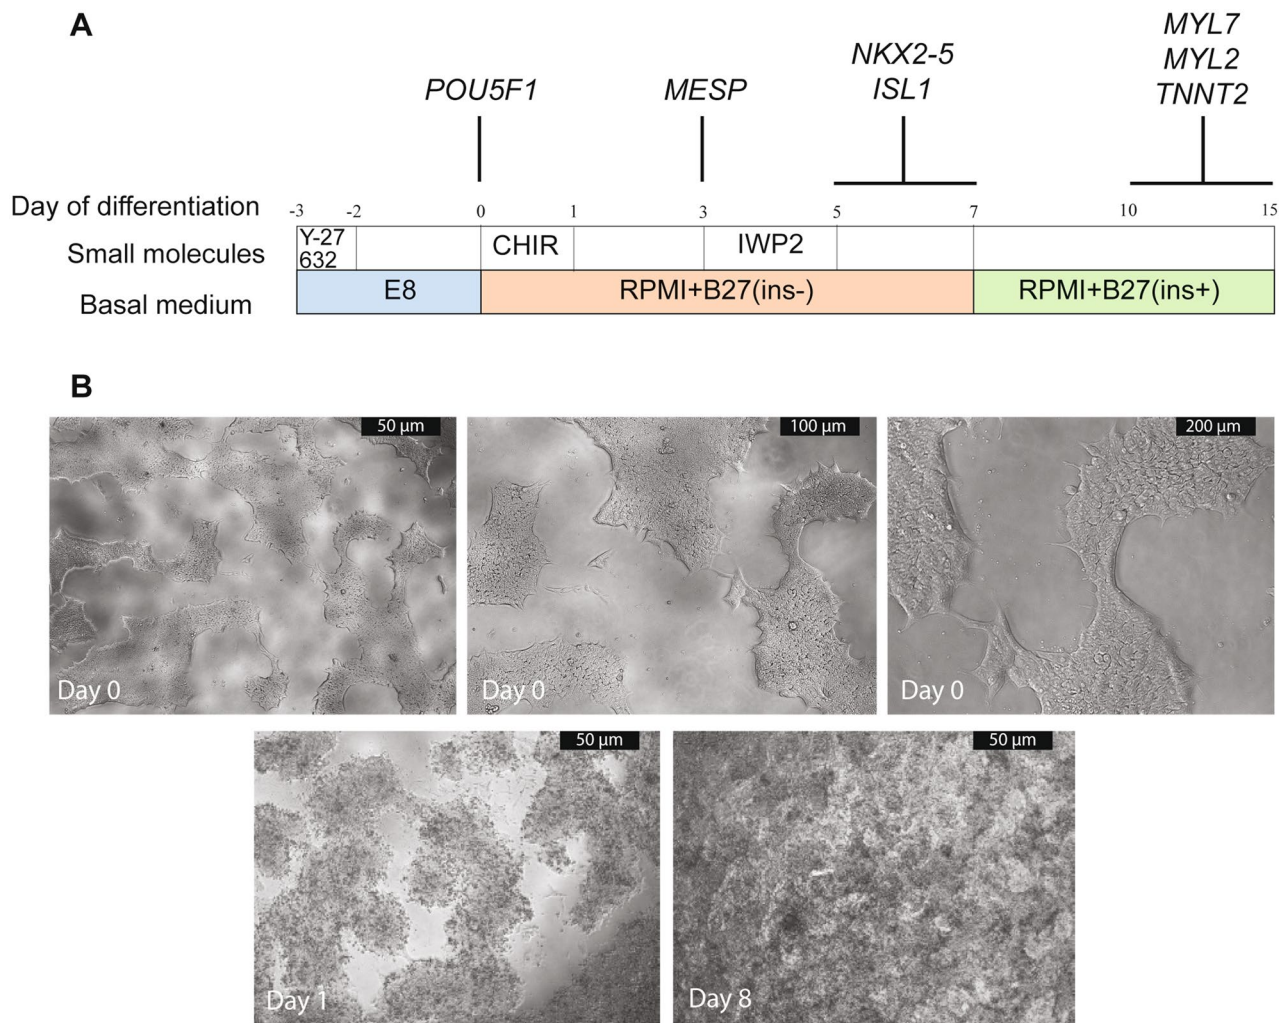 A
MYL7
MYL2
TNNT2
NKX2-5
ISL1
POU5F1
MESP
Day of differentiation
-3 -2 0 1 3 5 7 10 15
Small molecules
Y-27
632
CHIR
IWP2
Basal medium
E8
RPMI+B27(ins-)
RPMI+B27(ins+)
B
50 µm
Day 0
100 µm
Day 0
200 µm
Day 0
50 µm
Day 1
50 µm
Day 8